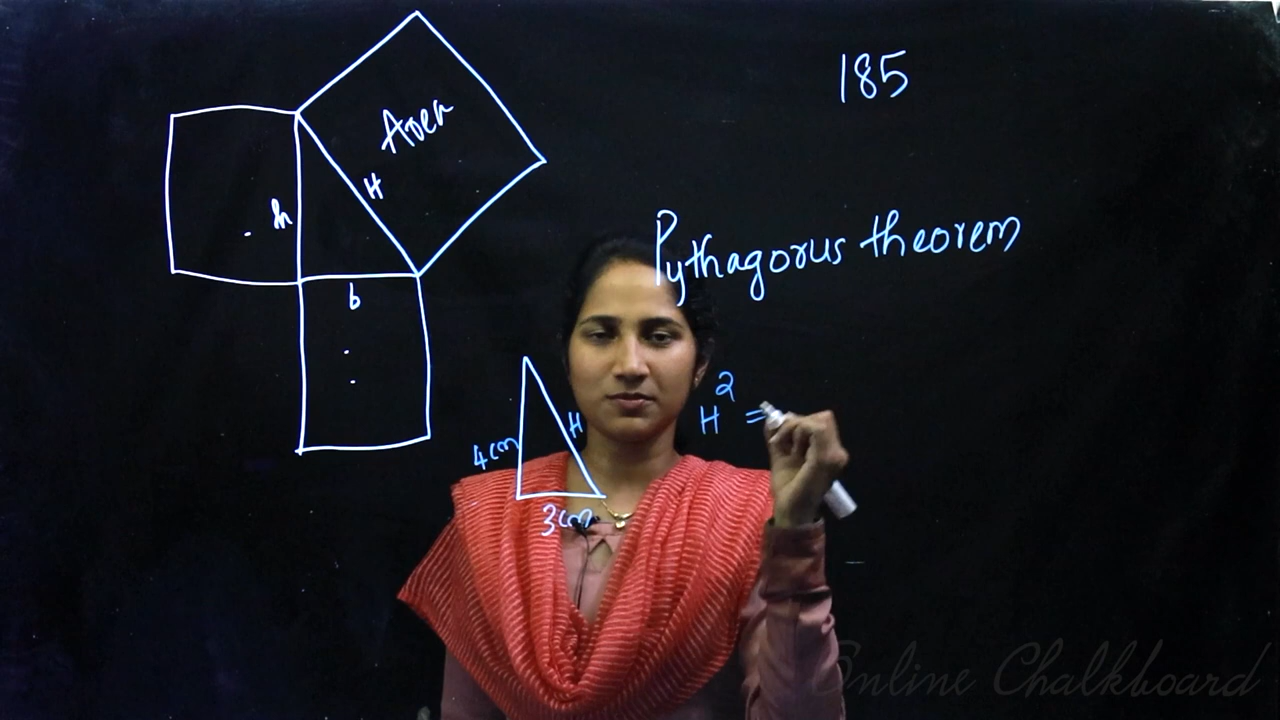 185
Area
H
h
b
Pythagorus theorem
4cm
H
3cm
H² =
Online Chalkboard